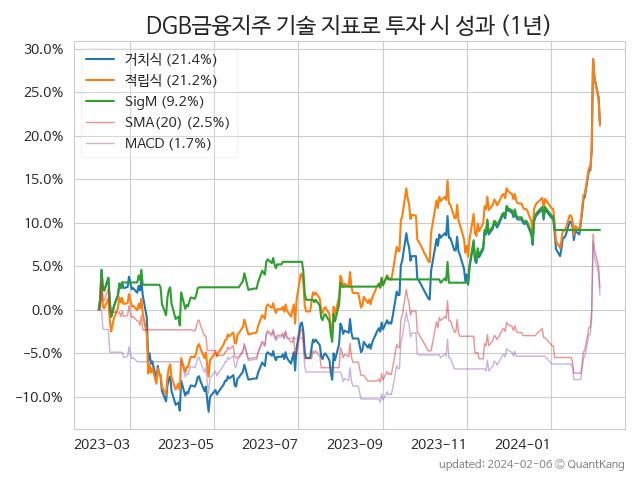 DGB금융지주 기술 지표로 투자 시 성과 (1년)
30.0%
25.0%
20.0%
15.0%
10.0%
5.0%
0.0%
−5.0%
−10.0%
거치식 (21.4%)
적립식 (21.2%)
SigM (9.2%)
SMA(20) (2.5%)
MACD (1.7%)
2023-03 2023-05 2023-07 2023-09 2023-11 2024-01
updated: 2024-02-06 © QuantKang